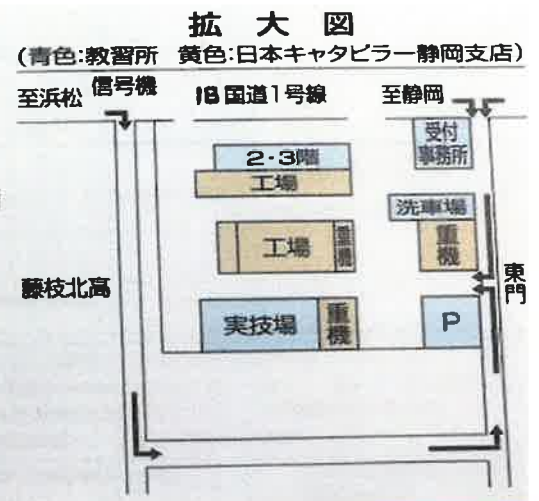 拡大図
(青色:教習所 黄色:日本キャタピラー静岡支店)
至浜松 信号機 旧国道1号線 至静岡
受付
事務所
2・3階
工場
洗車場
工場
重機
重機
藤枝北高
東門
実技場
重機
P